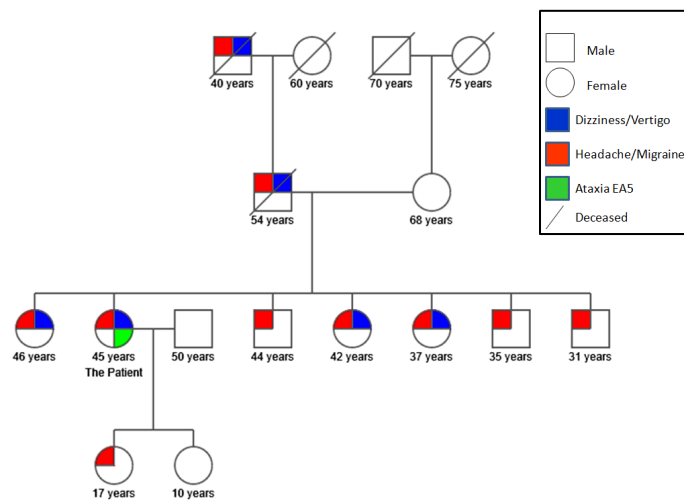 Male
Female
Dizziness/Vertigo
Headache/Migraine
Ataxia EA5
Deceased
40 years
60 years
70 years
75 years
54 years
68 years
46 years
45 years
The Patient
50 years
44 years
42 years
37 years
35 years
31 years
17 years
10 years